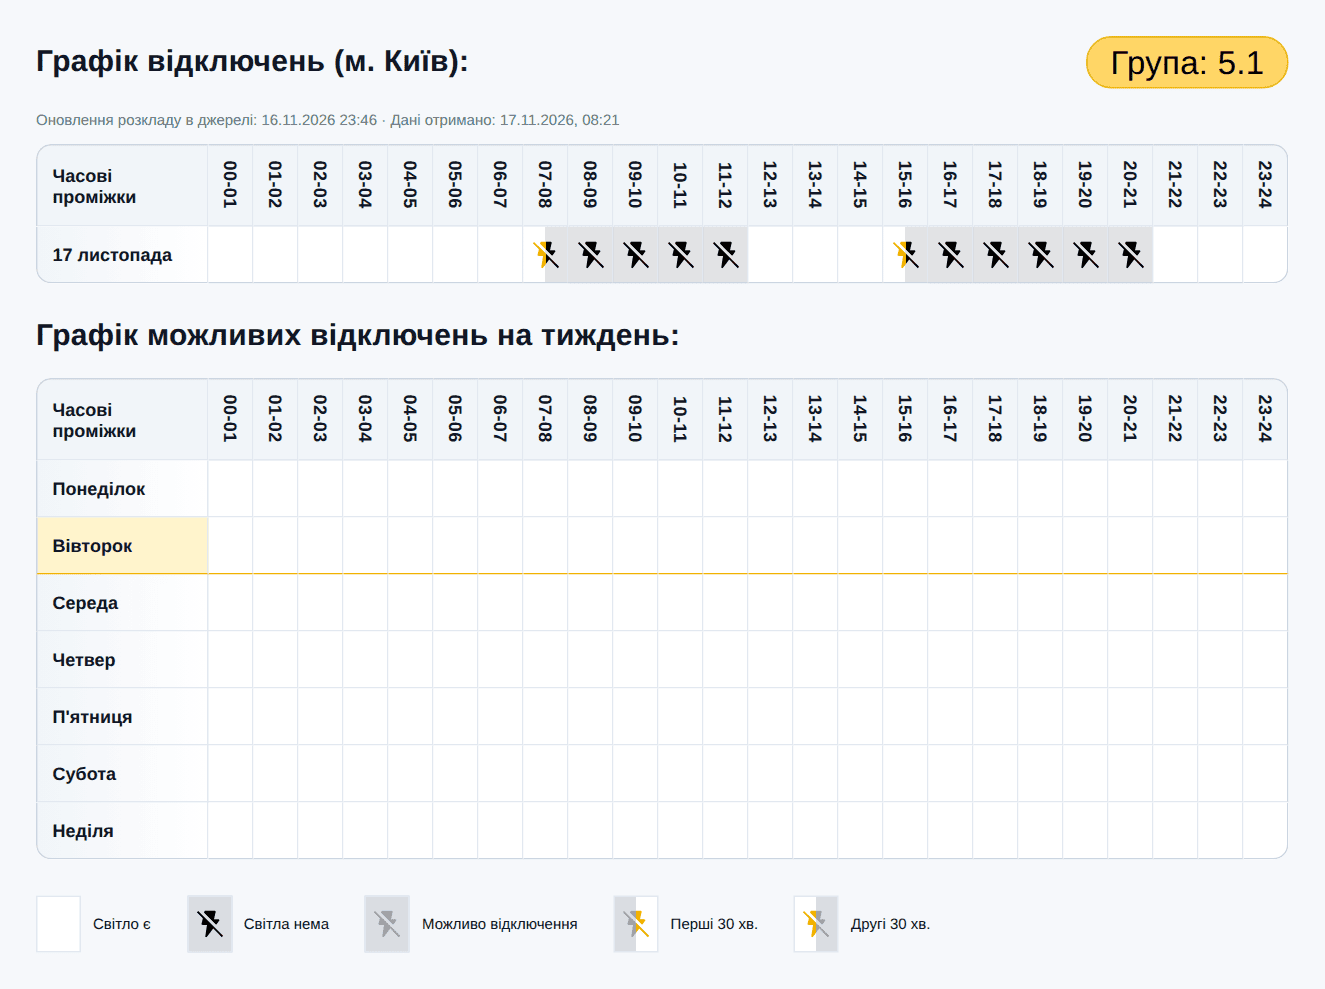 Графік відключень (м. Київ):
Група: 5.1
Оновлення розкладу в джерелі: 16.11.2026 23:46 · Дані отримано: 17.11.2026, 08:21
Часові проміжки 00-01 01-02 02-03 03-04 04-05 05-06 06-07 07-08 08-09 09-10 10-11 11-12 12-13 13-14 14-15 15-16 16-17 17-18 18-19 19-20 20-21 21-22 22-23 23-24
17 листопада
Графік можливих відключень на тиждень:
Часові проміжки 00-01 01-02 02-03 03-04 04-05 05-06 06-07 07-08 08-09 09-10 10-11 11-12 12-13 13-14 14-15 15-16 16-17 17-18 18-19 19-20 20-21 21-22 22-23 23-24
Понеділок
Вівторок
Середа
Четвер
П'ятниця
Субота
Неділя
Світло є Світла нема Можливо відключення Перші 30 хв. Другі 30 хв.